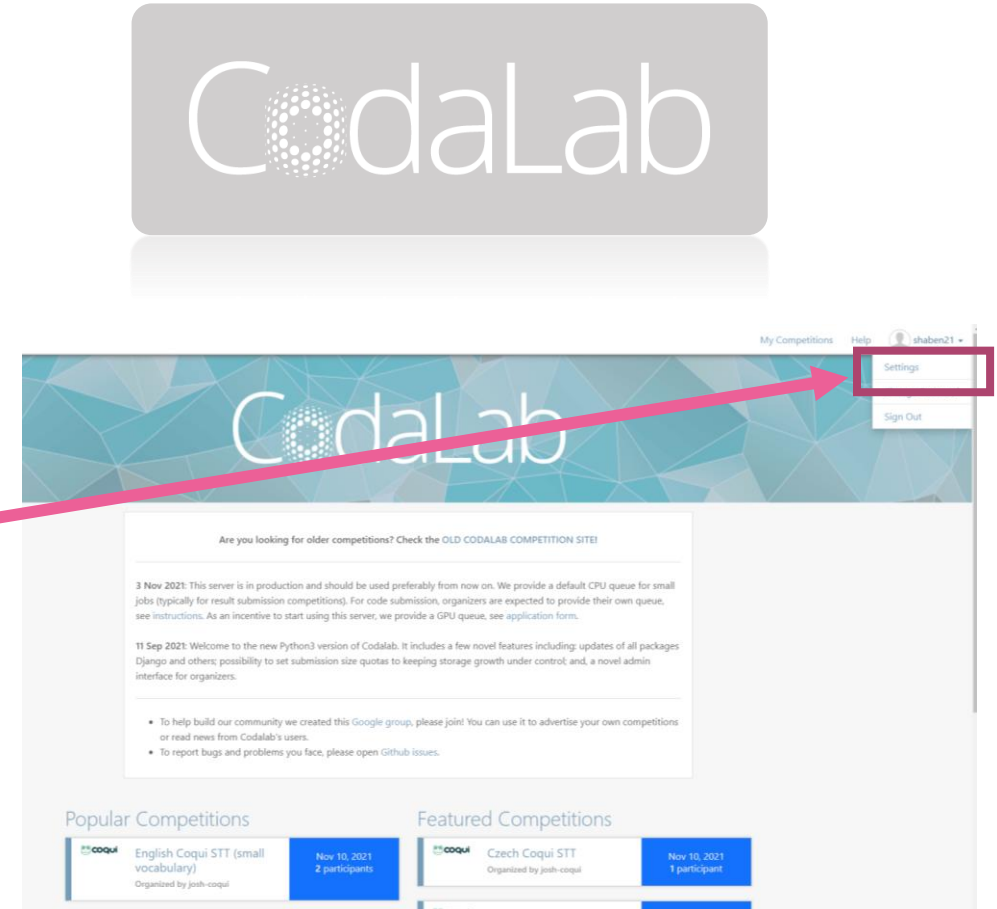 CodaLab
My Competitions Help shaben21
Settings
Sign Out
CodaLab
Are you looking for older competitions? Check the OLD CODALAB COMPETITION SITE!
3 Nov 2021: This server is in production and should be used preferably from now on. We provide a default CPU queue for small
jobs (typically for result submission competitions). For code submission, organizers are expected to provide their own queue,
see instructions. As an incentive to start using this server, we provide a GPU queue, see application form.
11 Sep 2021: Welcome to the new Python3 version of Codalab. It includes a few novel features including: updates of all packages
Django and others; possibility to set submission size quotas to keeping storage growth under control; and, a novel admin
interface for organizers.
• To help build our community we created this Google group, please join! You can use it to advertise your own competitions
or read news from Codalab's users.
• To report bugs and problems you face, please open Github issues.
Popular Competitions
coqui
English Coqui STT (small
vocabulary)
Organized by josh-coqui
Nov 10, 2021
2 participants
Featured Competitions
coqui
Czech Coqui STT
Organized by josh-coqui
Nov 10, 2021
1 participant